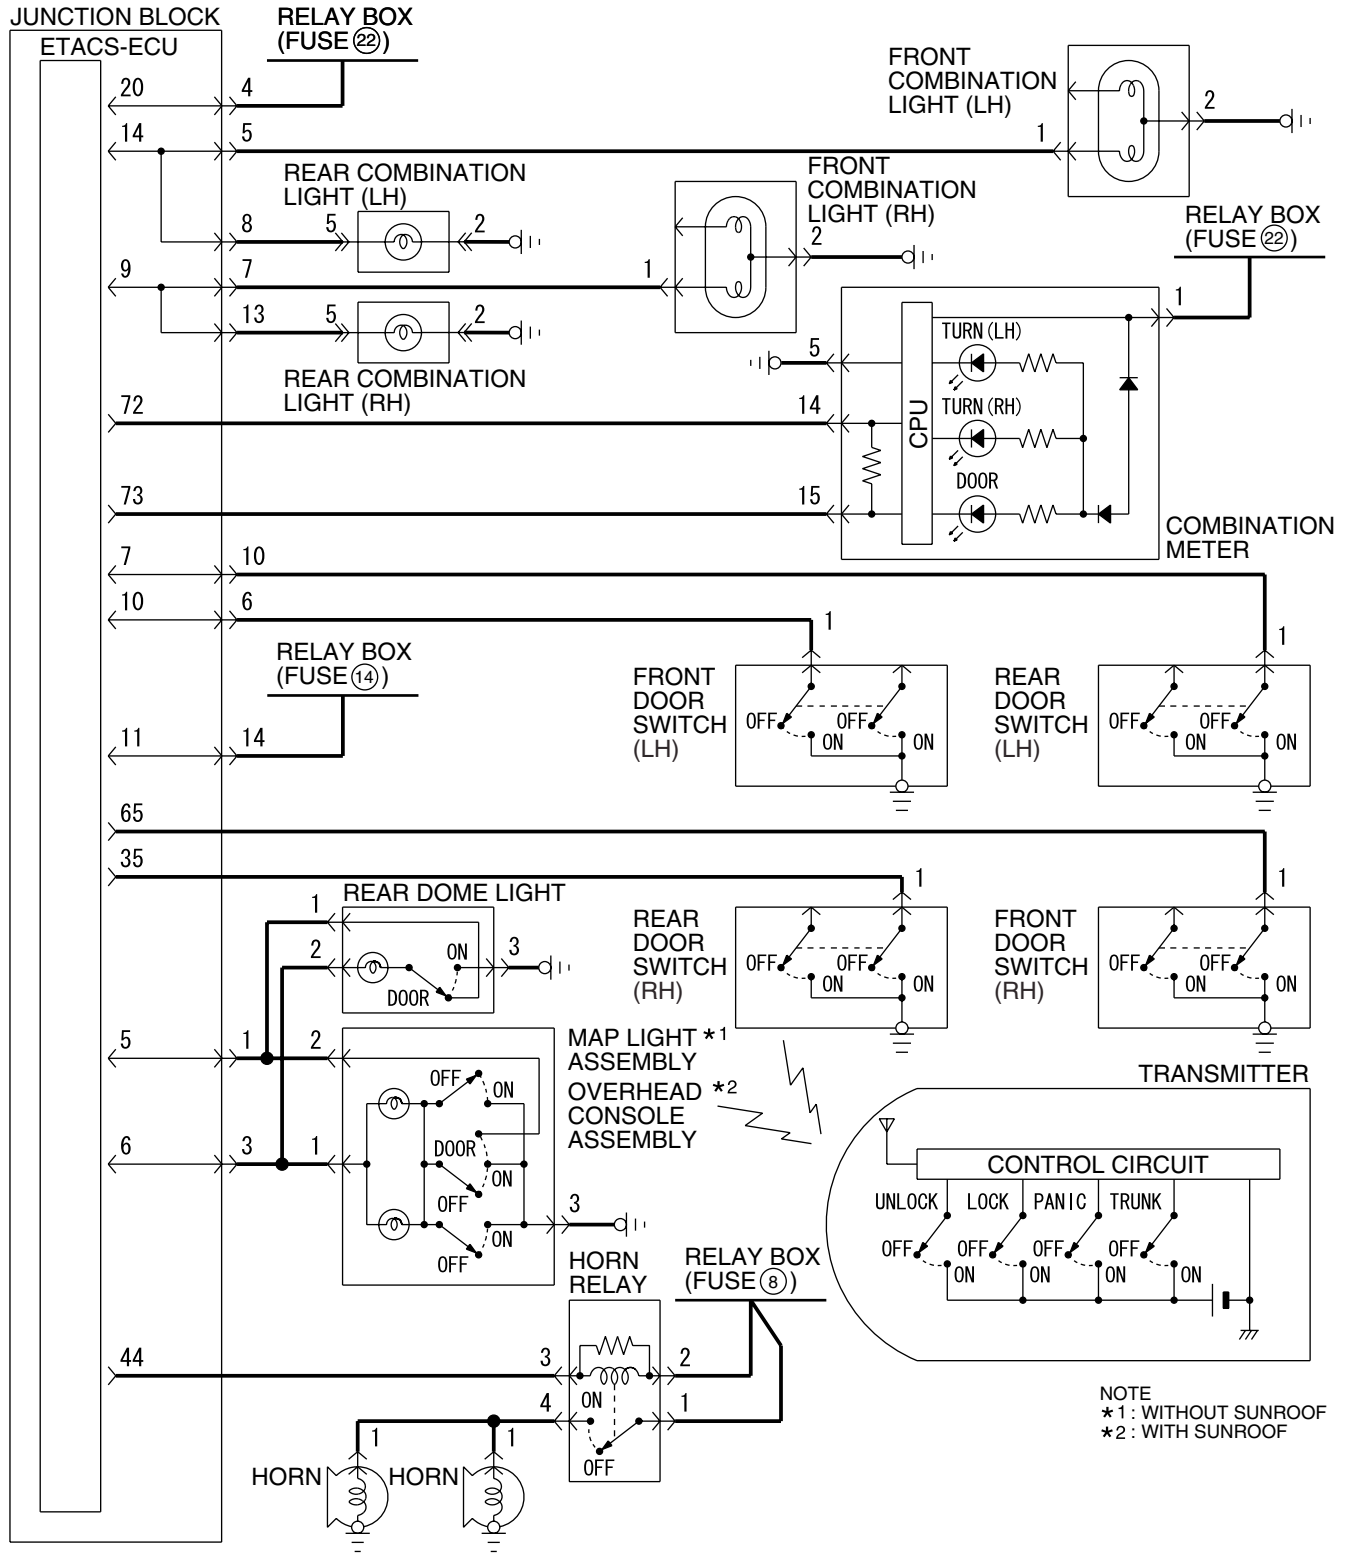 JUNCTION BLOCK
ETACS-ECU
RELAY BOX
(FUSE 22)
20
4
14
5
1
FRONT
COMBINATION
LIGHT (LH)
2
REAR COMBINATION
LIGHT (LH)
8
5
2
FRONT
COMBINATION
LIGHT (RH)
2
RELAY BOX
(FUSE 22)
1
9
7
1
13
5
2
REAR COMBINATION
LIGHT (RH)
5
TURN (LH)
TURN (RH)
DOOR
CPU
72
14
73
15
COMBINATION
METER
7
10
10
6
1
1
RELAY BOX
(FUSE 14)
11
14
FRONT
DOOR
SWITCH
(LH)
OFF
ON
OFF
ON
REAR
DOOR
SWITCH
(LH)
OFF
ON
OFF
ON
65
35
1
1
REAR DOME LIGHT
1
2
ON
DOOR
3
REAR
DOOR
SWITCH
(RH)
OFF
ON
OFF
ON
FRONT
DOOR
SWITCH
(RH)
OFF
ON
OFF
ON
5
1
2
6
3
1
OFF
ON
DOOR
ON
OFF
ON
OFF
3
MAP LIGHT *1
ASSEMBLY
OVERHEAD *2
CONSOLE
ASSEMBLY
TRANSMITTER
CONTROL CIRCUIT
UNLOCK
LOCK
PANIC
TRUNK
OFF
ON
OFF
ON
OFF
ON
OFF
ON
HORN
RELAY
RELAY BOX
(FUSE 8)
44
3
2
4
1
ON
OFF
1
1
HORN
HORN
NOTE
*1 : WITHOUT SUNROOF
*2 : WITH SUNROOF